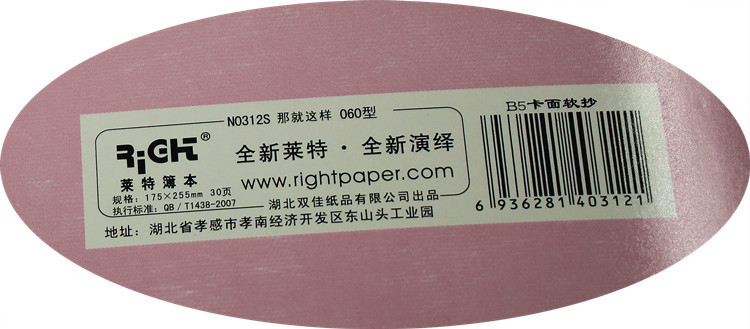 NO312S 那就这样 060型
RiGHT®
莱特簿本
规格：175×255mm 30页
执行标准：QB／T1438-2007
全新莱特·全新演绎
www.rightpaper.com
湖北双佳纸品有限公司出品
地址：湖北省孝感市孝南经济开发区东山头工业园
B5卡面软抄
6 936281 403121